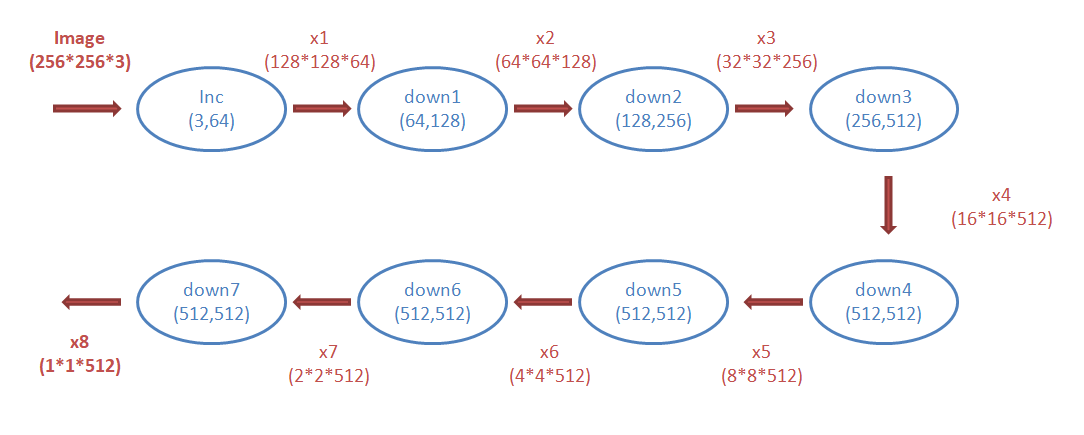 Image
(256*256*3)
x1
(128*128*64)
x2
(64*64*128)
x3
(32*32*256)
Inc
(3,64)
down1
(64,128)
down2
(128,256)
down3
(256,512)
x4
(16*16*512)
down7
(512,512)
down6
(512,512)
down5
(512,512)
down4
(512,512)
x8
(1*1*512)
x7
(2*2*512)
x6
(4*4*512)
x5
(8*8*512)